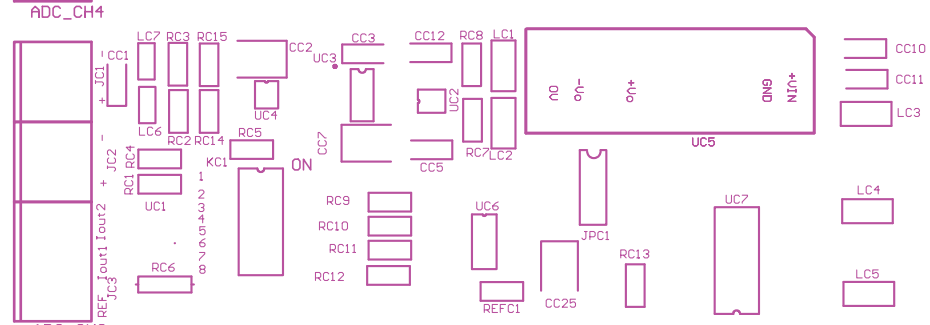 ADC_CH4
LC7 RC3 RC15 CC2 CC3 CC12 RC8 LC1
CC10
JC1 - + CC1 UC3 CC11
0V -Vo +Vo GND +VIN
UC4 UC2 LC3
LC6 RC2 RC14 RC5 CC7 RC7 LC2 UC5
JC2 - + RC4 KC1 ON CC5
RC1 1
2
UC1 3 RC9 UC6 UC7 LC4
4
Iout2 5 RC10 JPC1
6
Iout1 7 RC11 RC13
RC6 8 RC12 LC5
REF JC3 REFC1 CC25